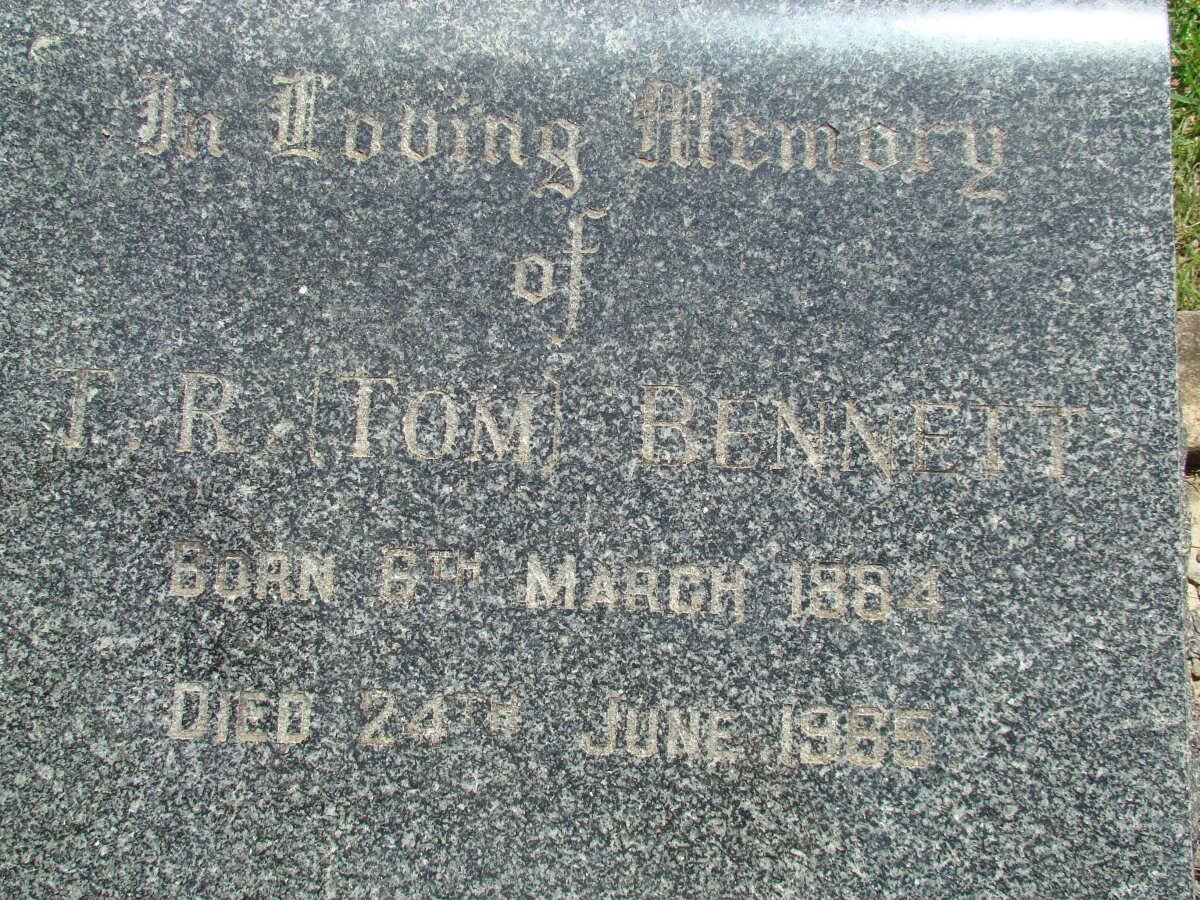 In Loving Memory
of
T. R. [TOM] BENNETT
BORN 6TH MARCH 1884
DIED 24TH JUNE 1965